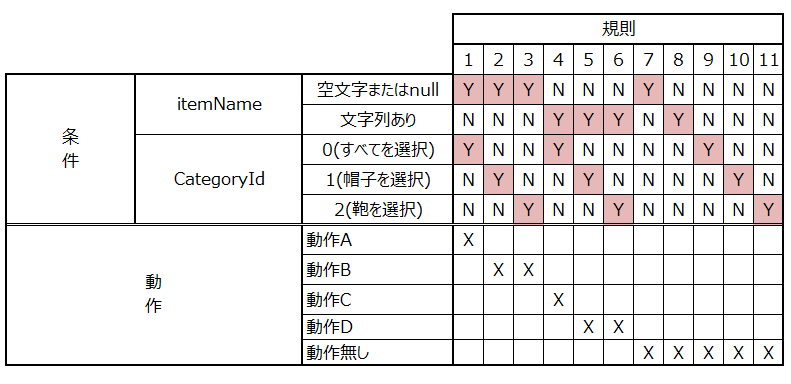 規則
1 2 3 4 5 6 7 8 9 10 11
条件
itemName
空文字またはnull Y Y Y N N N Y N N N N
文字列あり N N N Y Y Y N Y N N N
CategoryId
0(すべてを選択) Y N N Y N N N N Y N N
1(帽子を選択) N Y N N Y N N N N Y N
2(鞄を選択) N N Y N N Y N N N N Y
動作
動作A X
動作B X X
動作C X
動作D X X
動作無し X X X X X